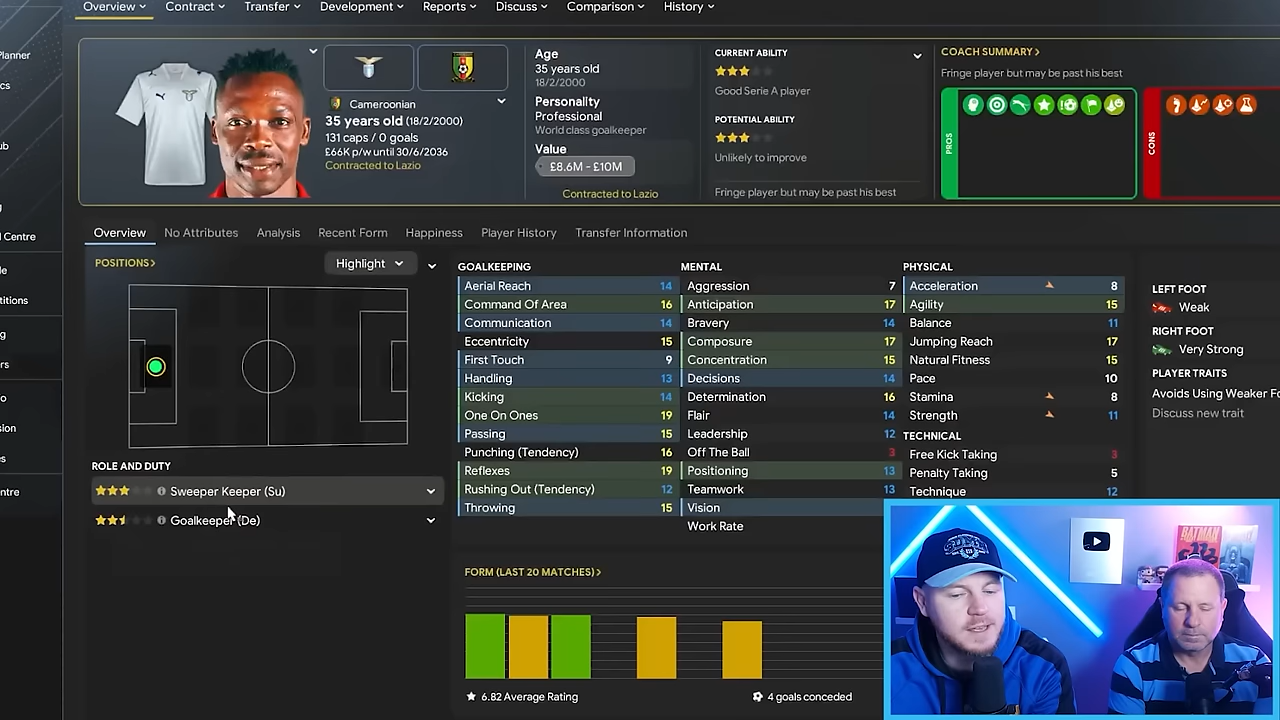 Overview
Contract
Transfer
Development
Reports
Discuss
Comparison
History
Planner
Age
35 years old
18/2/2000
Personality
Professional
World class goalkeeper
Value
£8.6M - £10M
Contracted to Lazio
Cameroonian
35 years old (18/2/2000)
131 caps / 0 goals
£66K p/w until 30/6/2036
Contracted to Lazio
CURRENT ABILITY
Good Serie A player
POTENTIAL ABILITY
Unlikely to improve
Fringe player but may be past his best
COACH SUMMARY>
Fringe player but may be past his best
PROS
CONS
Centre
Overview
No Attributes
Analysis
Recent Form
Happiness
Player History
Transfer Information
POSITIONS>
Highlight
ROLE AND DUTY
Sweeper Keeper (Su)
Goalkeeper (De)
GOALKEEPING
Aerial Reach 14
Command Of Area 16
Communication 14
Eccentricity 15
First Touch 9
Handling 13
Kicking 14
One On Ones 19
Passing 15
Punching (Tendency) 16
Reflexes 19
Rushing Out (Tendency) 12
Throwing 15
MENTAL
Aggression 7
Anticipation 17
Bravery 14
Composure 17
Concentration 15
Decisions 14
Determination 16
Flair 14
Leadership 12
Off The Ball 3
Positioning 13
Teamwork 13
Vision
Work Rate
PHYSICAL
Acceleration 8
Agility 15
Balance 11
Jumping Reach 17
Natural Fitness 15
Pace 10
Stamina 8
Strength 11
TECHNICAL
Free Kick Taking 3
Penalty Taking 5
Technique 12
LEFT FOOT
Weak
RIGHT FOOT
Very Strong
PLAYER TRAITS
Avoids Using Weaker Fo
Discuss new trait
FORM (LAST 20 MATCHES)>
6.82 Average Rating
4 goals conceded
BATMAN